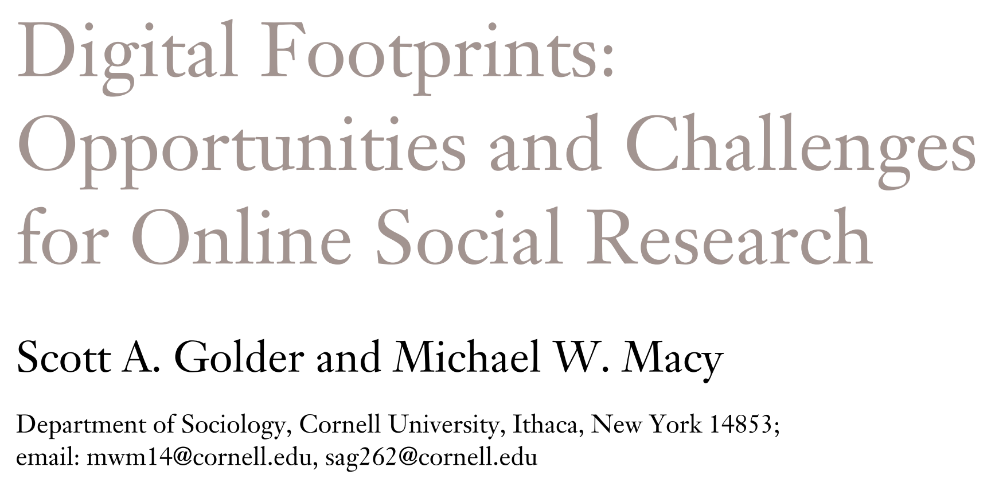 Digital Footprints:
Opportunities and Challenges
for Online Social Research
Scott A. Golder and Michael W. Macy
Department of Sociology, Cornell University, Ithaca, New York 14853;
email: mwm14@cornell.edu, sag262@cornell.edu